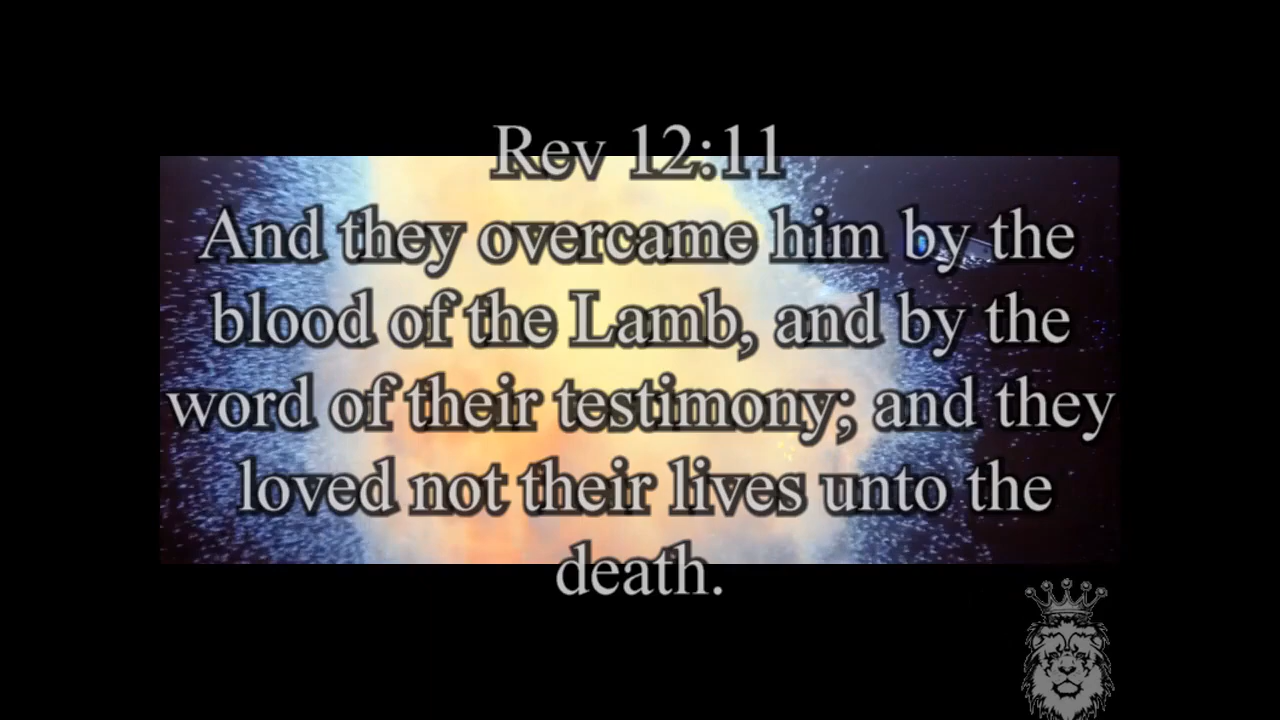 Rev 12:11
And they overcame him by the
blood of the Lamb, and by the
word of their testimony; and they
loved not their lives unto the
death.